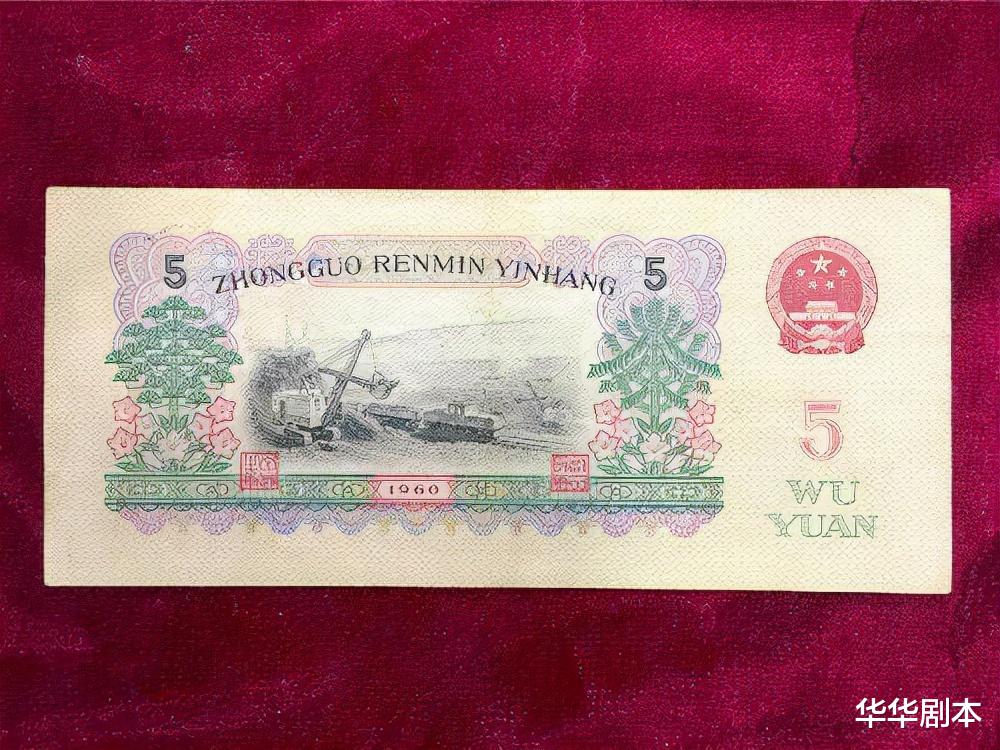 5 ZHONGGUO RENMIN YINHANG 5
5
1960
WU
YUAN
华华剧本